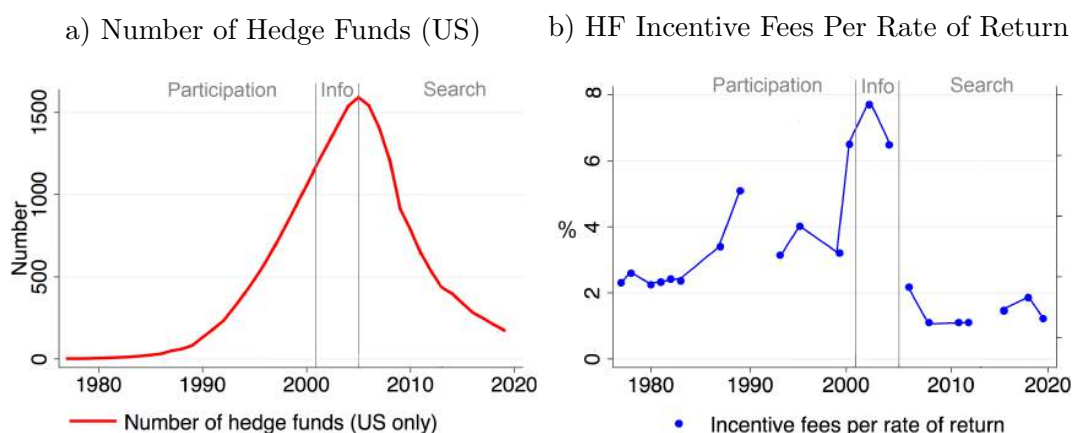 a) Number of Hedge Funds (US)
Participation Info Search
1500
1000
500
0
Number
1980 1990 2000 2010 2020
Number of hedge funds (US only)
b) HF Incentive Fees Per Rate of Return
Participation Info Search
8
6
4
2
0
%
1980 1990 2000 2010 2020
Incentive fees per rate of return